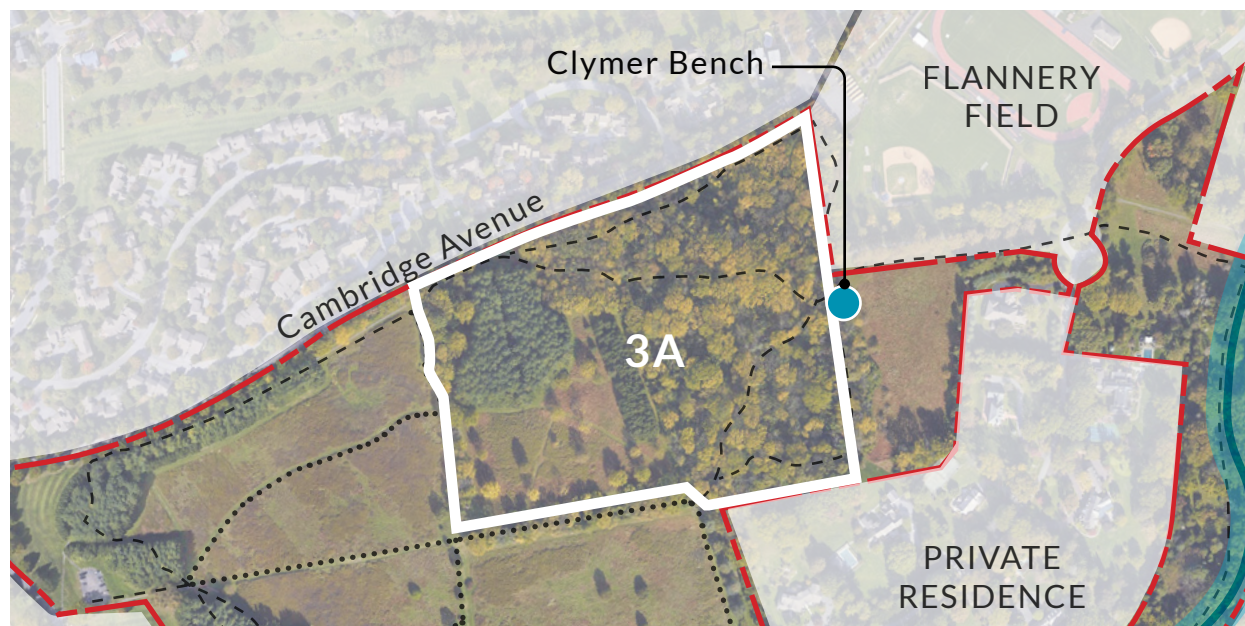 Clymer Bench
FLANNERY
FIELD
Cambridge Avenue
3A
PRIVATE
RESIDENCE